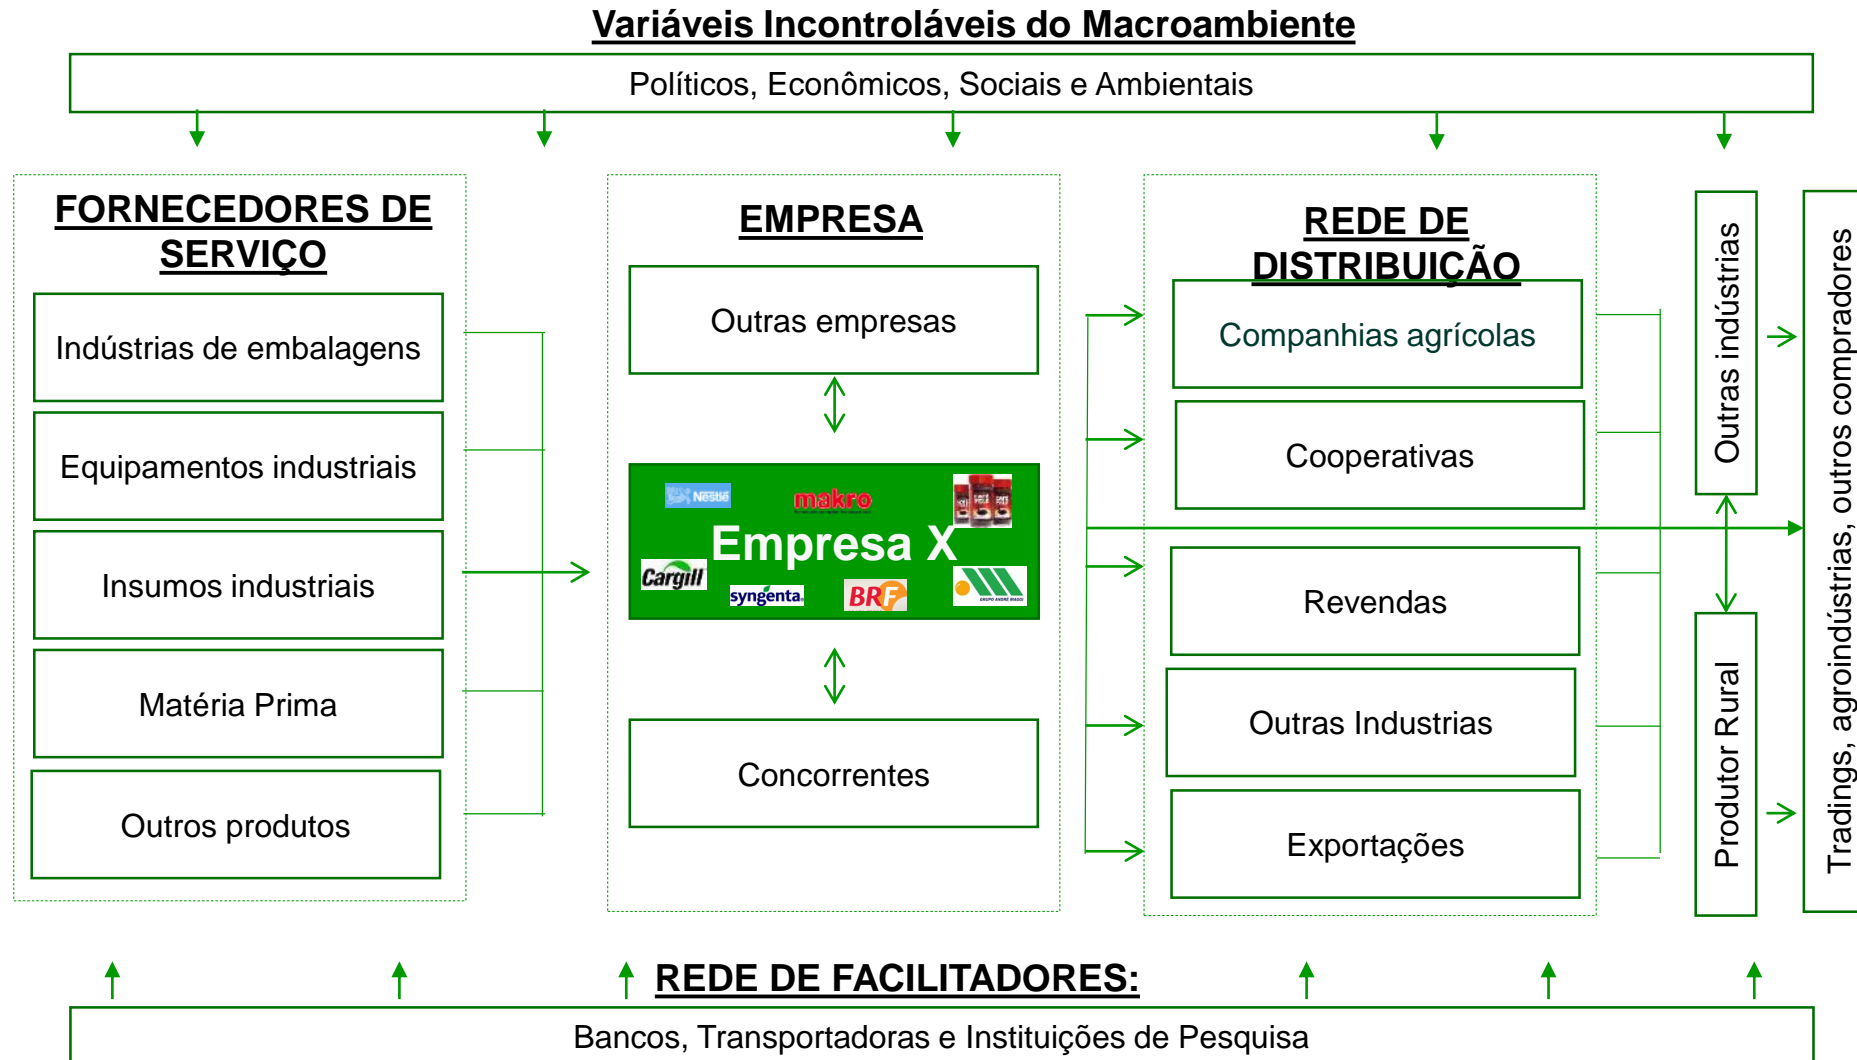 Variáveis Incontroláveis do Macroambiente
Políticos, Econômicos, Sociais e Ambientais
FORNECEDORES DE
SERVIÇO
Indústrias de embalagens
Equipamentos industriais
Insumos industriais
Matéria Prima
Outros produtos
EMPRESA
Outras empresas
Nestlé
makro
Empresa X
Cargill
syngenta
BRF
GRUPO ANDRÉ MAGGI
Concorrentes
REDE DE
DISTRIBUIÇÃO
Companhias agrícolas
Cooperativas
Revendas
Outras Industrias
Exportações
Outras indústrias
Produtor Rural
Tradings, agroindústrias, outros compradores
REDE DE FACILITADORES:
Bancos, Transportadoras e Instituições de Pesquisa